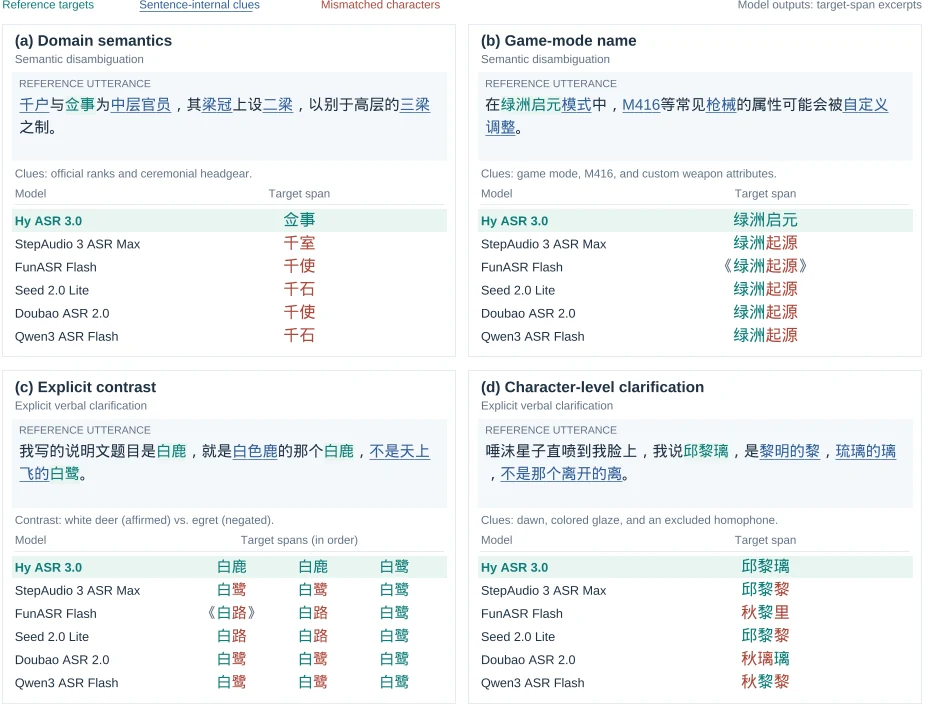 Reference targets Sentence-internal clues Mismatched characters Model outputs: target-span excerpts
(a) Domain semantics
Semantic disambiguation
REFERENCE UTTERANCE
千户与佥事为中层官员，其梁冠上设二梁，以别于高层的三梁
之制。
Clues: official ranks and ceremonial headgear.
Model Target span
Hy ASR 3.0 佥事
StepAudio 3 ASR Max 千室
FunASR Flash 千使
Seed 2.0 Lite 千石
Doubao ASR 2.0 千使
Qwen3 ASR Flash 千石
(b) Game-mode name
Semantic disambiguation
REFERENCE UTTERANCE
在绿洲启元模式中，M416等常见枪械的属性可能会被自定义
调整。
Clues: game mode, M416, and custom weapon attributes.
Model Target span
Hy ASR 3.0 绿洲启元
StepAudio 3 ASR Max 绿洲起源
FunASR Flash 《绿洲起源》
Seed 2.0 Lite 绿洲起源
Doubao ASR 2.0 绿洲起源
Qwen3 ASR Flash 绿洲起源
(c) Explicit contrast
Explicit verbal clarification
REFERENCE UTTERANCE
我写的说明文题目是白鹿，就是白色鹿的那个白鹿，不是天上
飞的白鹭。
Contrast: white deer (affirmed) vs. egret (negated).
Model Target spans (in order)
Hy ASR 3.0 白鹿 白鹿 白鹭
StepAudio 3 ASR Max 白鹭 白鹭 白鹭
FunASR Flash 《白路》 白路 白鹭
Seed 2.0 Lite 白路 白路 白鹭
Doubao ASR 2.0 白鹭 白鹭 白鹭
Qwen3 ASR Flash 白鹭 白鹭 白鹭
(d) Character-level clarification
Explicit verbal clarification
REFERENCE UTTERANCE
唾沫星子直喷到我脸上，我说邱黎璃，是黎明的黎，琉璃的璃
，不是那个离开的离。
Clues: dawn, colored glaze, and an excluded homophone.
Model Target span
Hy ASR 3.0 邱黎璃
StepAudio 3 ASR Max 邱黎黎
FunASR Flash 秋黎里
Seed 2.0 Lite 邱黎黎
Doubao ASR 2.0 秋璃璃
Qwen3 ASR Flash 秋黎黎